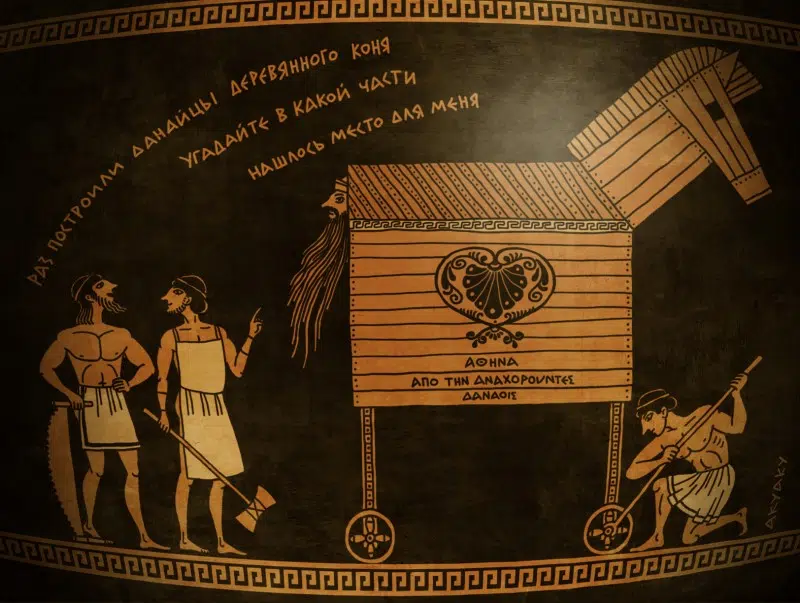 РАЗ ПОСТРОИЛИ ДАНАЙЦЫ ДЕРЕВЯННОГО КОНЯ
УГАДАЙТЕ В КАКОЙ ЧАСТИ
НАШЛОСЬ МЕСТО ДЛЯ МЕНЯ
ΑΘΗΝΑ
ΑΠΟ ΤΗΝ ΑΝΑΧΟΡΟΥΝΤΕΣ
ΔΑΝΑΟΙΣ
AKYAKY